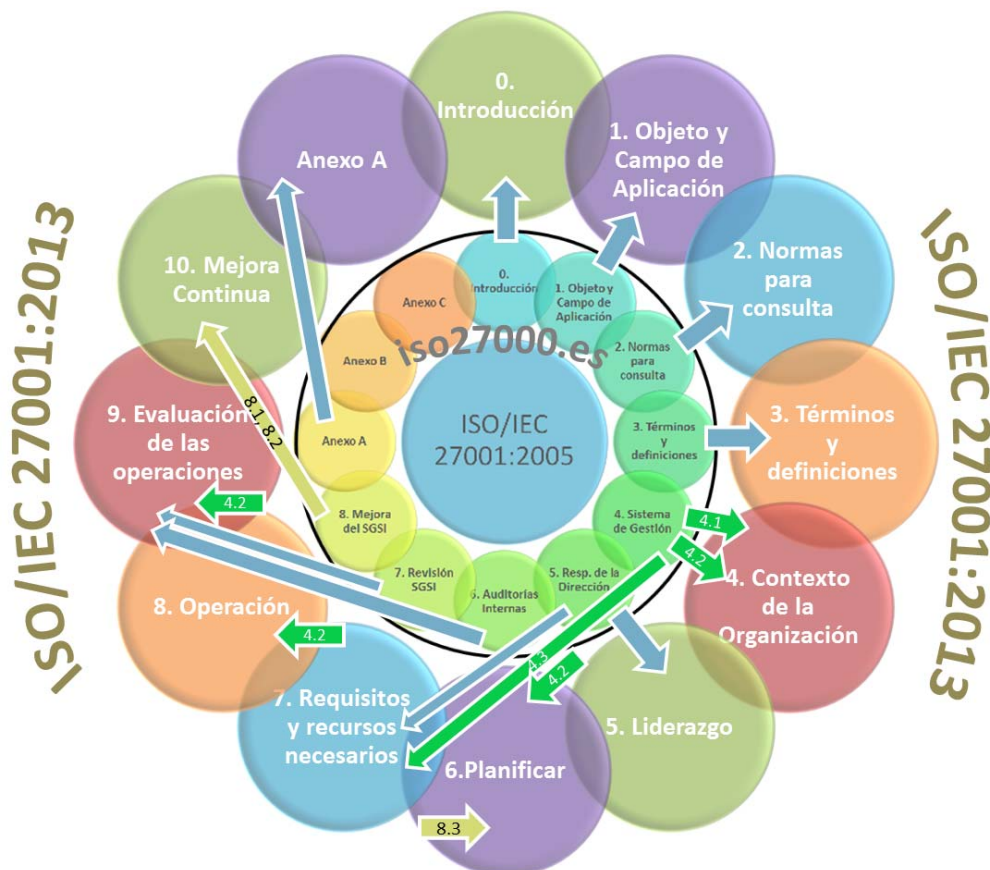 0.
Introducción
1. Objeto y
Campo de
Aplicación
2. Normas
para
consulta
3. Términos
y
definiciones
4. Contexto
de la
Organización
5. Liderazgo
6.Planificar
7. Requisitos
y recursos
necesarios
8. Operación
9. Evaluación
de las
operaciones
10. Mejora
Continua
Anexo A
ISO/IEC 27001:2013
ISO/IEC 27001:2013
0.
Introducción
1. Objeto y
Campo de
Aplicación
2. Normas
para
consulta
3. Términos
y
definiciones
4. Sistema
de Gestión
5. Resp. de la
Dirección
6. Auditorías
Internas
7. Revisión
SGSI
8. Mejora
del SGSI
Anexo A
Anexo B
Anexo C
iso27000.es
ISO/IEC
27001:2005
4.1
4.2
4.3
4.2
4.2
4.2
8.1, 8.2
8.3